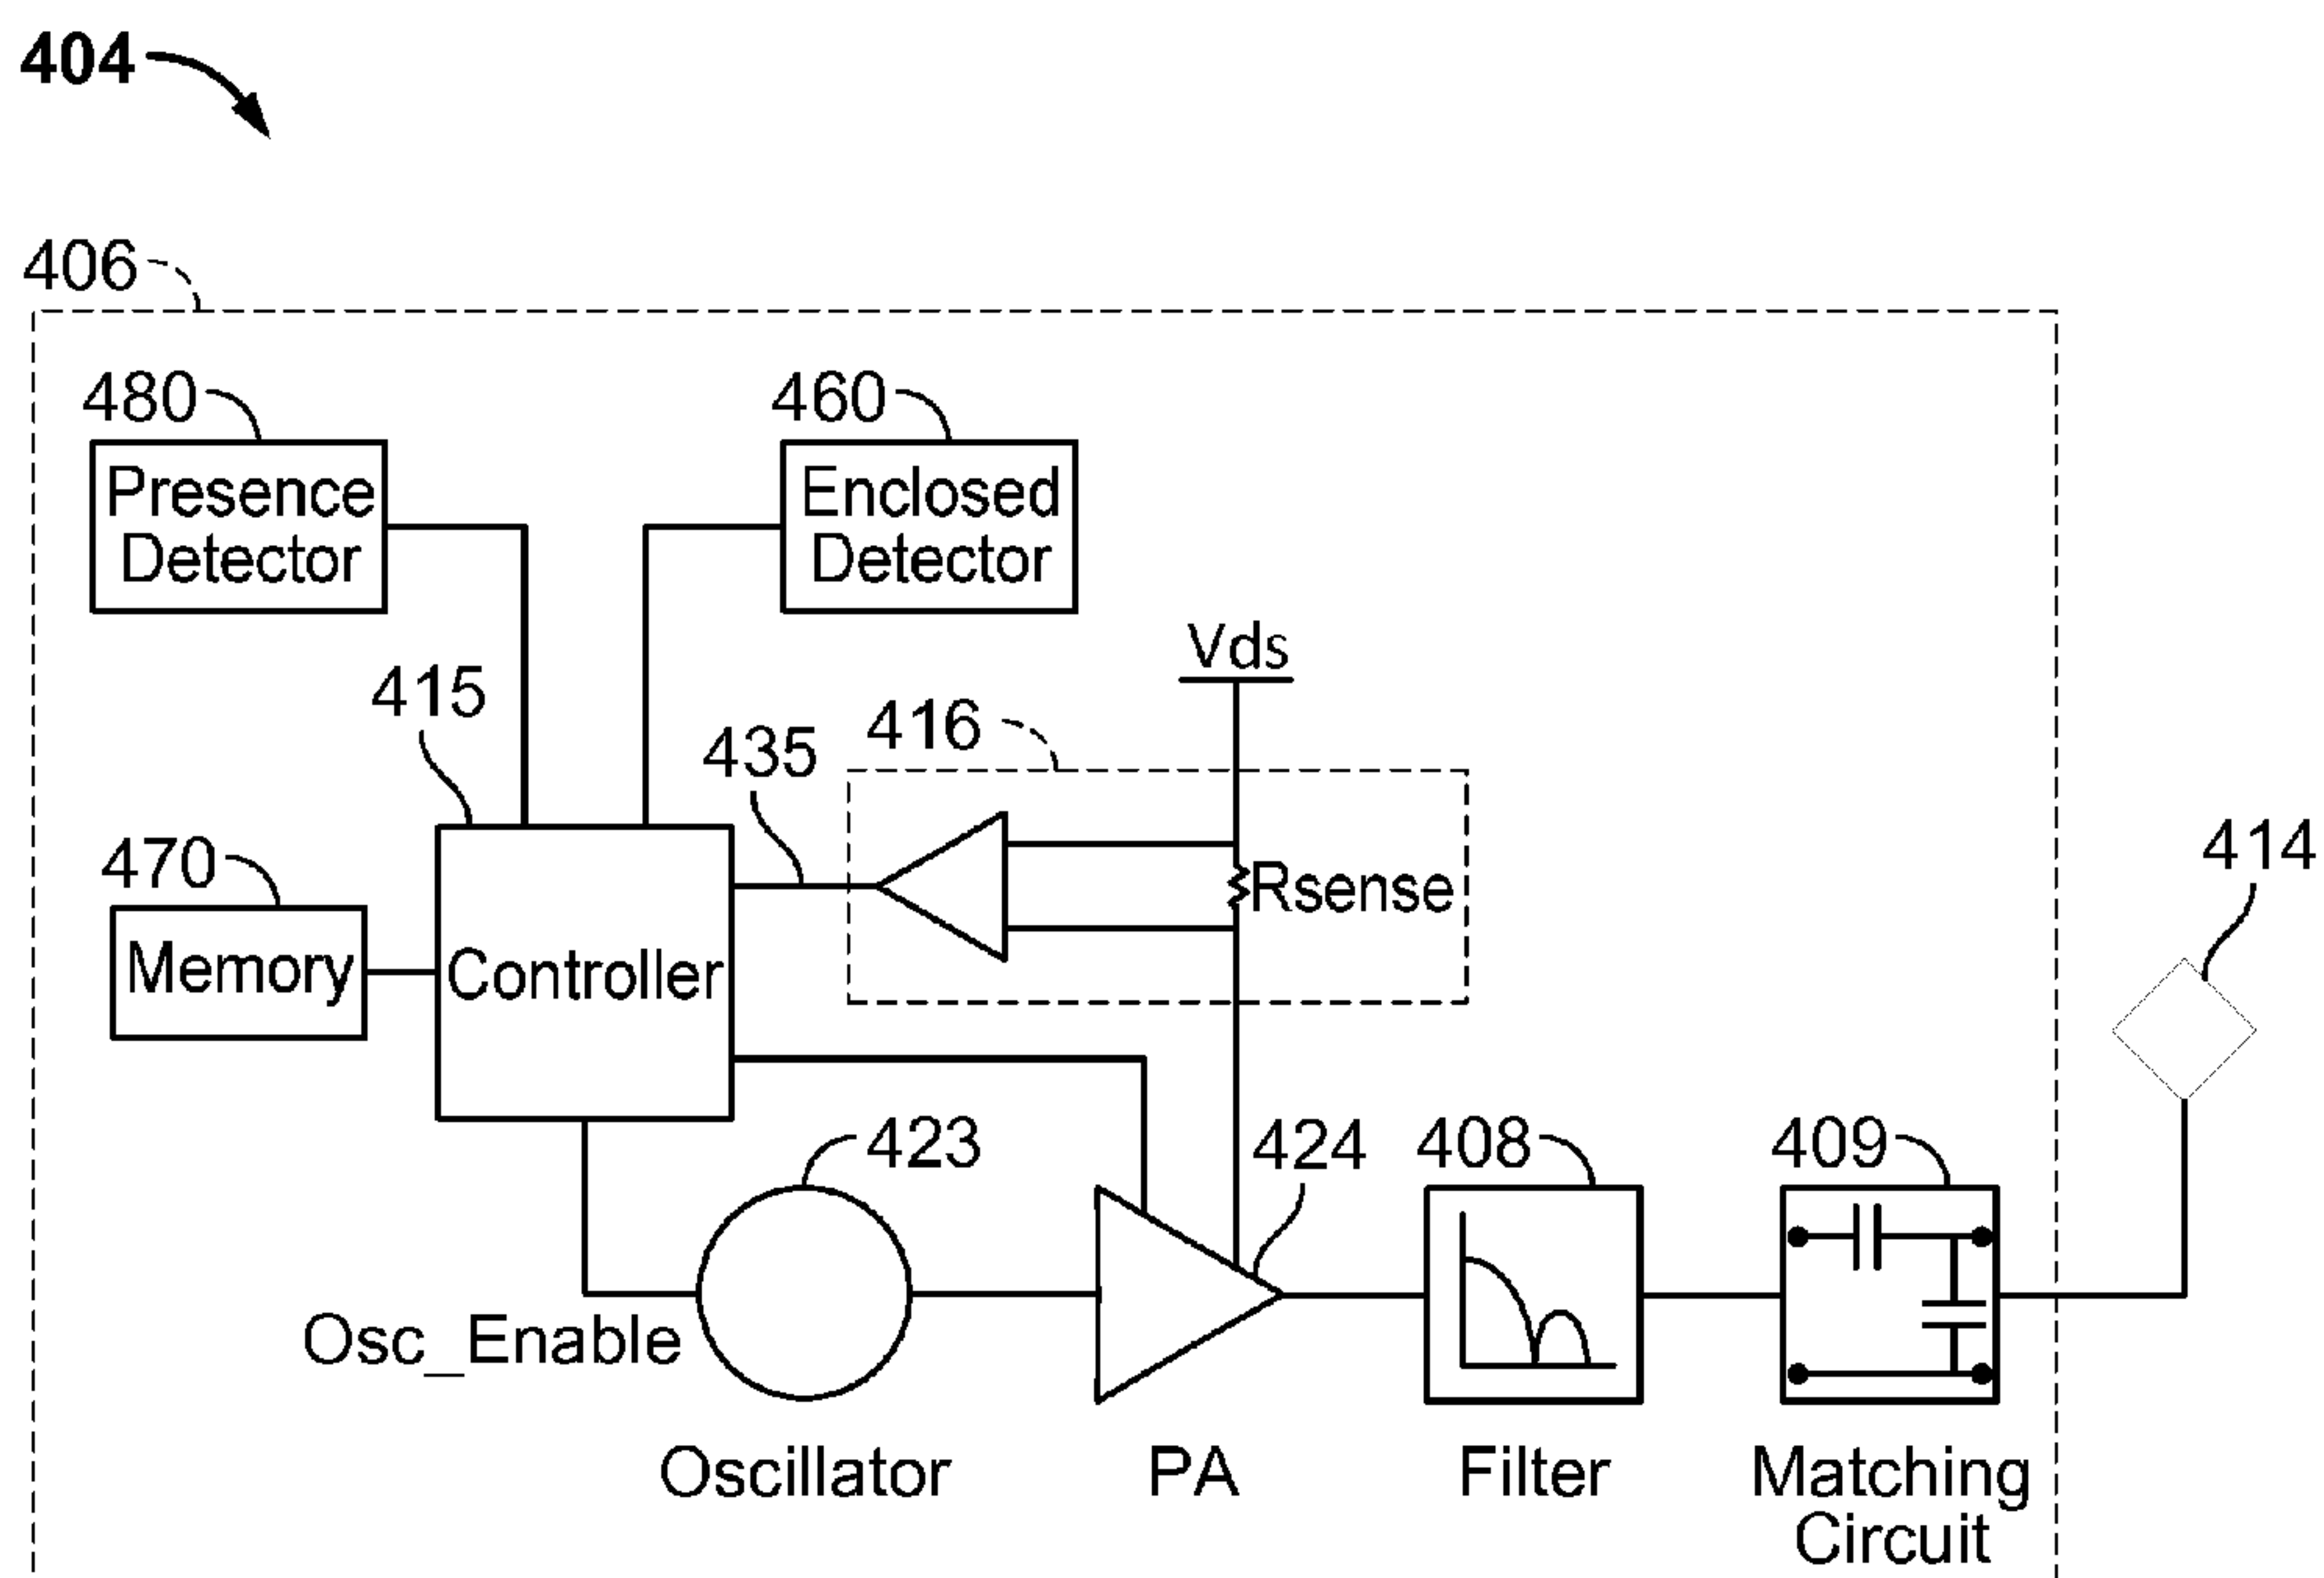 404
406
480
460
Presence
Detector
Enclosed
Detector
Vds
415
416
435
414
470
Rsense
Memory
Controller
423
424
408
409
Osc_Enable
Oscillator
PA
Filter
Matching
Circuit